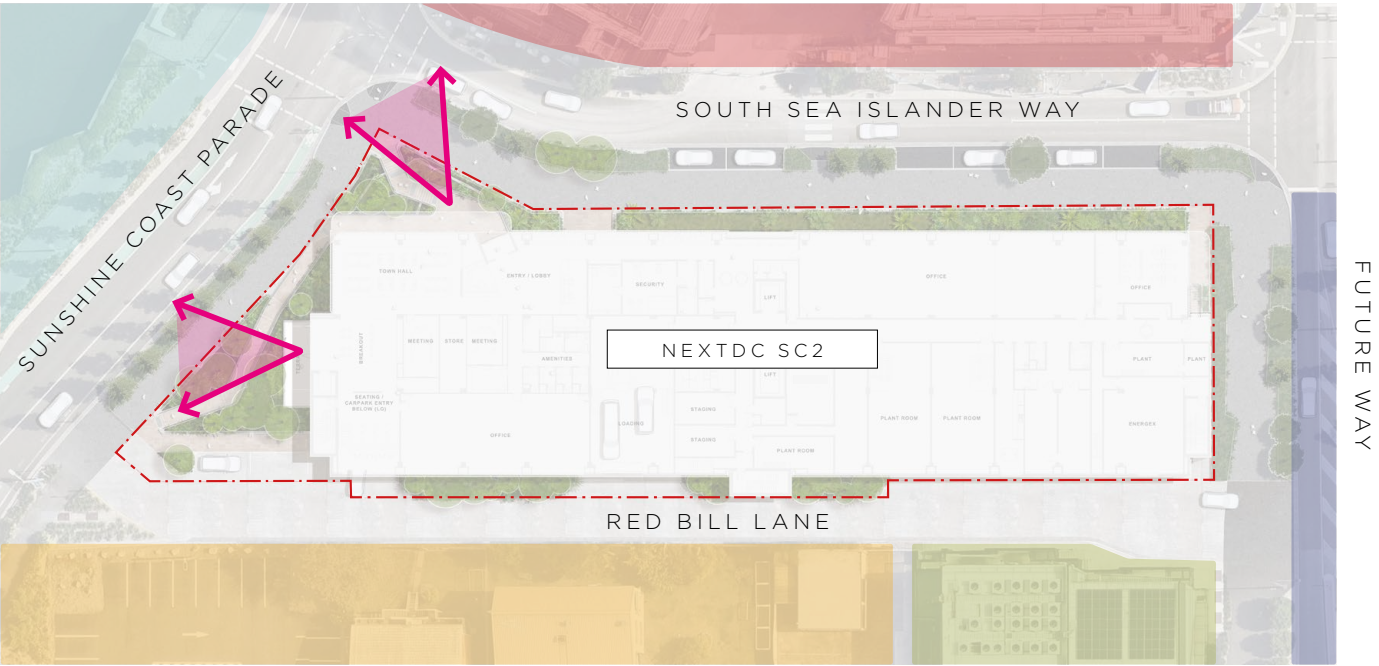 SOUTH SEA ISLANDER WAY
SUNSHINE COAST PARADE
FUTURE WAY
TOWN HALL
ENTRY / LOBBY
SECURITY
LIFT
OFFICE
OFFICE
BREAKOUT
MEETING
STORE
MEETING
AMENITIES
NEXTDC SC2
LIFT
PLANT
PLANT
SEATING /
CARPARK ENTRY
BELOW (LG)
OFFICE
LOADING
STAGING
STAGING
PLANT ROOM
PLANT ROOM
PLANT ROOM
ENERGEX
RED BILL LANE